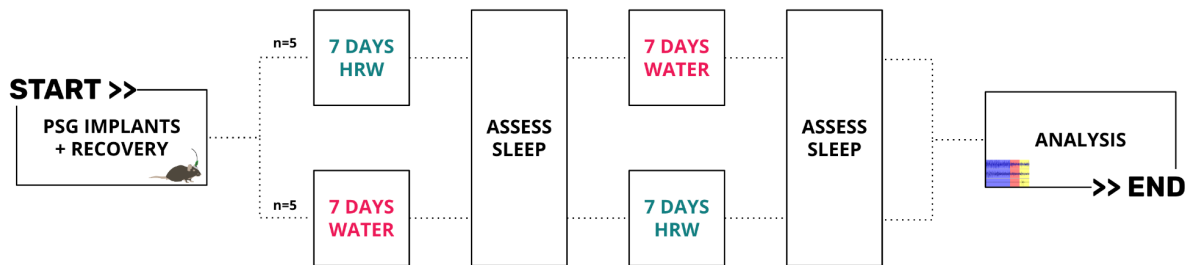 START >>
PSG IMPLANTS
+ RECOVERY
n=5
7 DAYS
HRW
n=5
7 DAYS
WATER
ASSESS
SLEEP
7 DAYS
WATER
7 DAYS
HRW
ASSESS
SLEEP
ANALYSIS
>> END